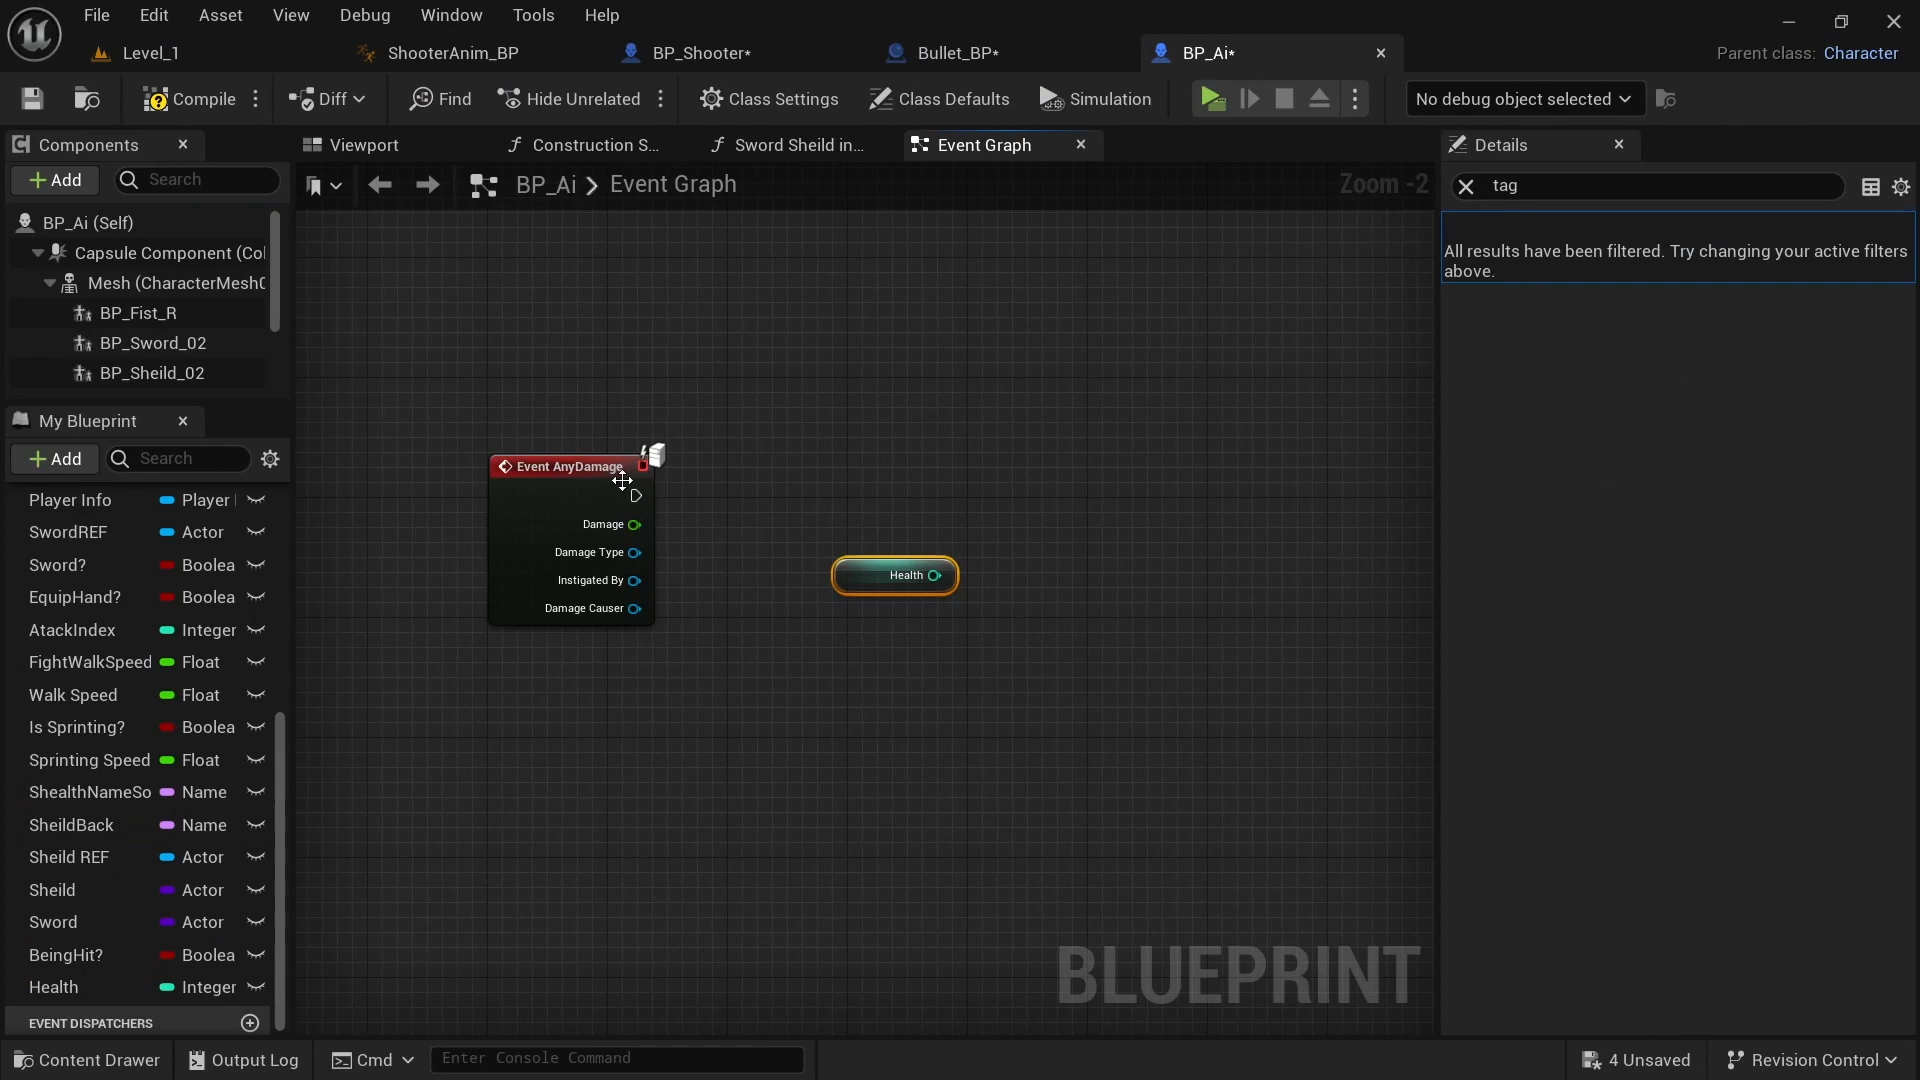 File Edit Asset View Debug Window Tools Help
Level_1 ShooterAnim_BP BP_Shooter* Bullet_BP* BP_Ai* Parent class: Character
Compile Diff Find Hide Unrelated Class Settings Class Defaults Simulation No debug object selected
Components Viewport Construction S... Sword Sheild in... Event Graph Details
Add Search BP_Ai > Event Graph Zoom -2 tag
BP_Ai (Self)
Capsule Component (Col
Mesh (CharacterMesh0
BP_Fist_R
BP_Sword_02
BP_Sheild_02
All results have been filtered. Try changing your active filters
above.
My Blueprint
Add Search
Player Info Player
SwordREF Actor
Sword? Boolea
EquipHand? Boolea
AtackIndex Integer
FightWalkSpeed Float
Walk Speed Float
Is Sprinting? Boolea
Sprinting Speed Float
ShealthNameSo Name
SheildBack Name
Sheild REF Actor
Sheild Actor
Sword Actor
BeingHit? Boolea
Health Integer
EVENT DISPATCHERS
Event AnyDamage
Damage
Damage Type
Instigated By
Damage Causer
Health
BLUEPRINT
Content Drawer Output Log Cmd Enter Console Command 4 Unsaved Revision Control